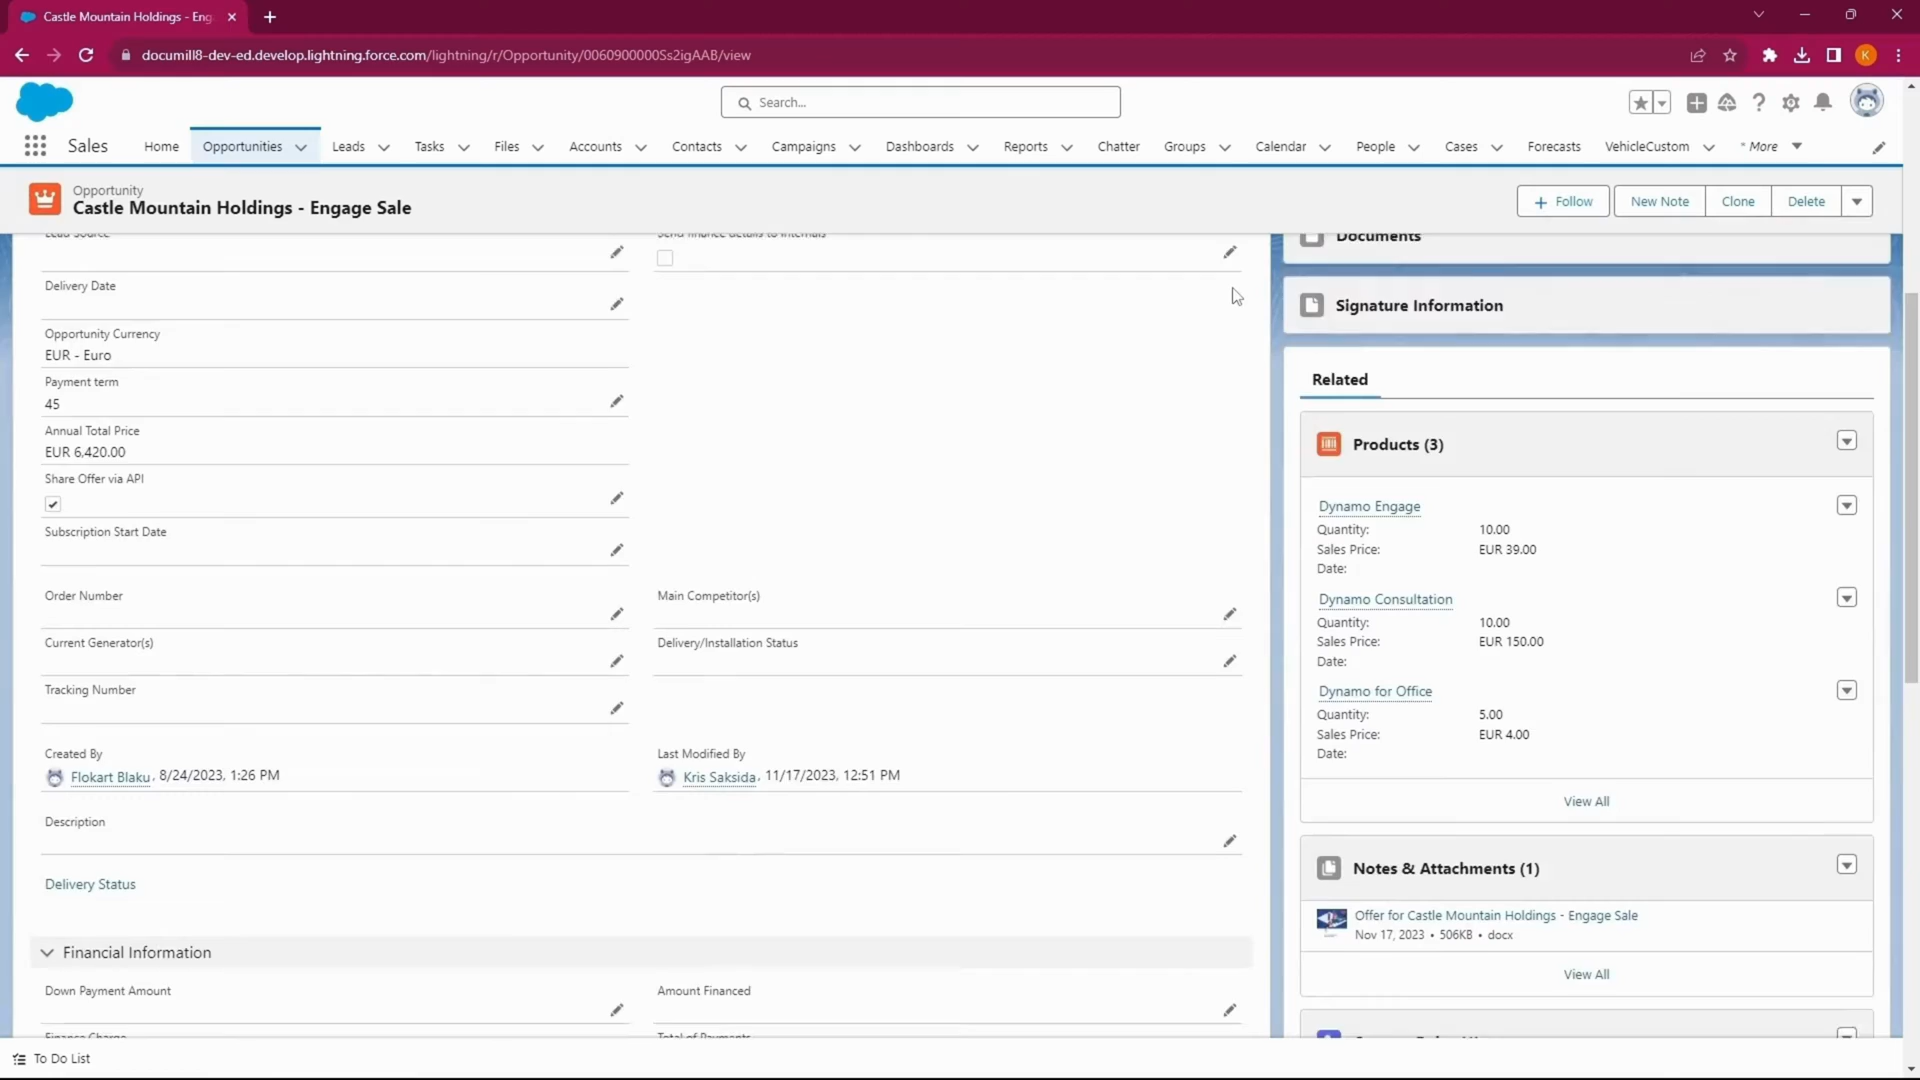 Castle Mountain Holdings - Eng
documill8-dev-ed.develop.lightning.force.com/lightning/r/Opportunity/0060900000Ss2igAAB/view
K
Search...
Sales
Home
Opportunities
Leads
Tasks
Files
Accounts
Contacts
Campaigns
Dashboards
Reports
Chatter
Groups
Calendar
People
Cases
Forecasts
VehicleCustom
* More
Opportunity
Castle Mountain Holdings - Engage Sale
+ Follow
New Note
Clone
Delete
Lead Source
Send finance details to internals
Delivery Date
Opportunity Currency
EUR - Euro
Payment term
45
Annual Total Price
EUR 6,420.00
Share Offer via API
Subscription Start Date
Order Number
Main Competitor(s)
Current Generator(s)
Delivery/Installation Status
Tracking Number
Created By
Flokart Blaku, 8/24/2023, 1:26 PM
Last Modified By
Kris Saksida, 11/17/2023, 12:51 PM
Description
Delivery Status
Financial Information
Down Payment Amount
Amount Financed
Finance Charge
Total of Payments
Documents
Signature Information
Related
Products (3)
Dynamo Engage
Quantity: 10.00
Sales Price: EUR 39.00
Date:
Dynamo Consultation
Quantity: 10.00
Sales Price: EUR 150.00
Date:
Dynamo for Office
Quantity: 5.00
Sales Price: EUR 4.00
Date:
View All
Notes & Attachments (1)
Offer for Castle Mountain Holdings - Engage Sale
Nov 17, 2023 • 506KB • docx
View All
To Do List